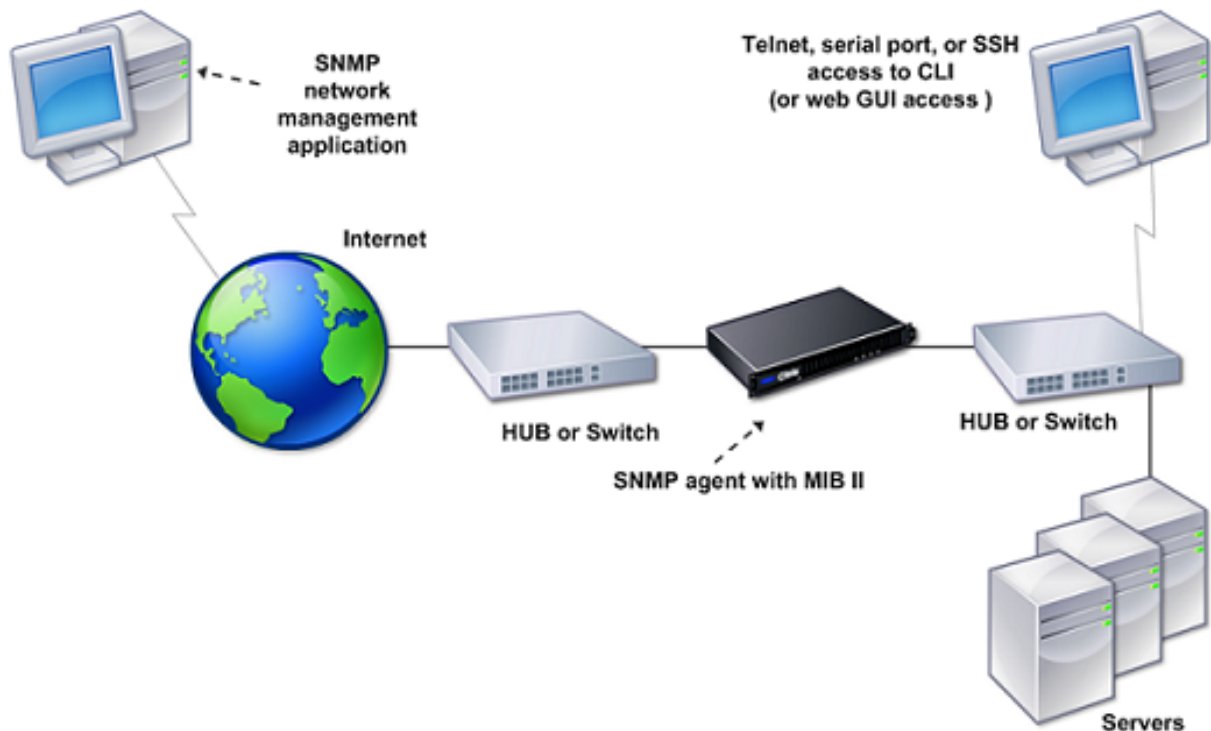 SNMP
network
management
application
Telnet, serial port, or SSH
access to CLI
(or web GUI access )
Internet
Citrix
HUB or Switch
HUB or Switch
SNMP agent with MIB II
Servers